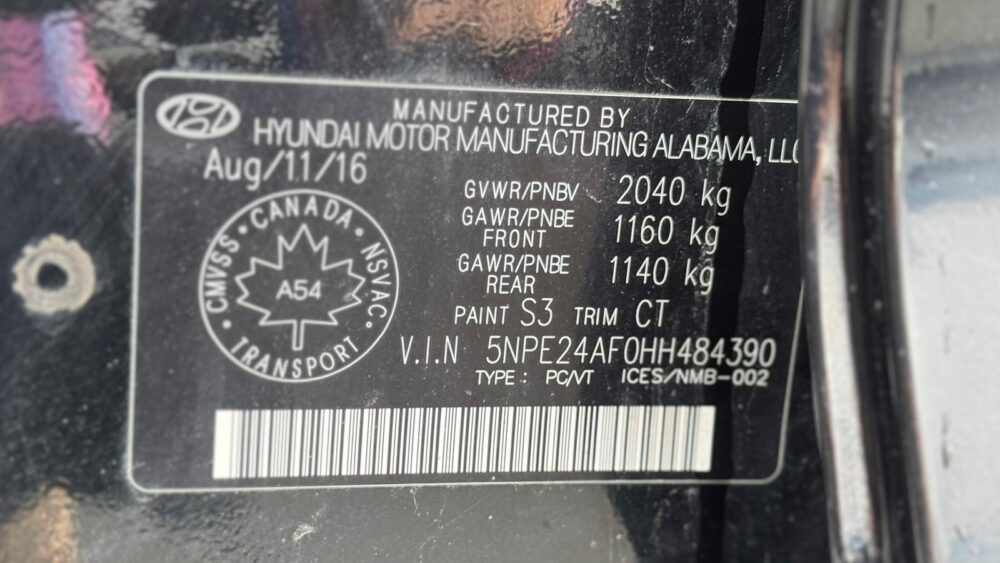 MANUFACTURED BY
HYUNDAI MOTOR MANUFACTURING ALABAMA, LLC
Aug/11/16
GVWR/PNBV 2040 kg
GAWR/PNBE FRONT 1160 kg
GAWR/PNBE REAR 1140 kg
PAINT S3 TRIM CT
V.I.N 5NPE24AF0HH484390
TYPE : PC/VT ICES/NMB-002
CANADA • NSVAC • TRANSPORT • CMVSS •
A54